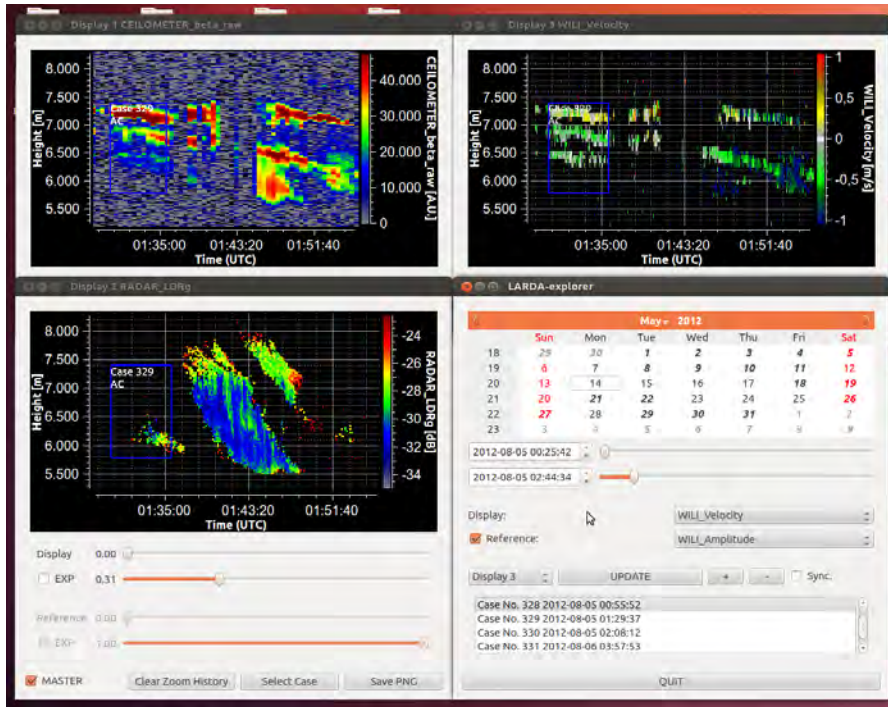 Display 1 CEILOMETER_beta_raw
8.000
7.500
7.000
6.500
6.000
5.500
Height [m]
Case 329
AC
01:35:00 01:43:20 01:51:40
Time (UTC)
40.000
30.000
20.000
10.000
0
CEILOMETER_beta_raw [A.U.]
Display 3 WILI_Velocity
8.000
7.500
7.000
6.500
6.000
5.500
Height [m]
Case 329
AC
01:35:00 01:43:20 01:51:40
Time (UTC)
1
0,5
0
-0,5
-1
WILI_Velocity [m/s]
Display 2 RADAR_LDRg
8.000
7.500
7.000
6.500
6.000
5.500
Height [m]
Case 329
AC
01:35:00 01:43:20 01:51:40
Time (UTC)
-24
-26
-28
-30
-32
-34
RADAR_LDRg [dB]
Display 0.00
EXP 0.31
Reference 0.00
EXP 1.00
MASTER Clear Zoom History Select Case Save PNG
LARDA-explorer
May 2012
Sun Mon Tue Wed Thu Fri Sat
18 29 30 1 2 3 4 5
19 6 7 8 9 10 11 12
20 13 14 15 16 17 18 19
21 20 21 22 23 24 25 26
22 27 28 29 30 31 1 2
23 3 4 5 6 7 8 9
2012-08-05 00:25:42
2012-08-05 02:44:34
Display: WILI_Velocity
Reference: WILI_Amplitude
Display 3 UPDATE + - Sync.
Case No. 328 2012-08-05 00:55:52
Case No. 329 2012-08-05 01:29:37
Case No. 330 2012-08-05 02:08:12
Case No. 331 2012-08-06 03:57:53
QUIT